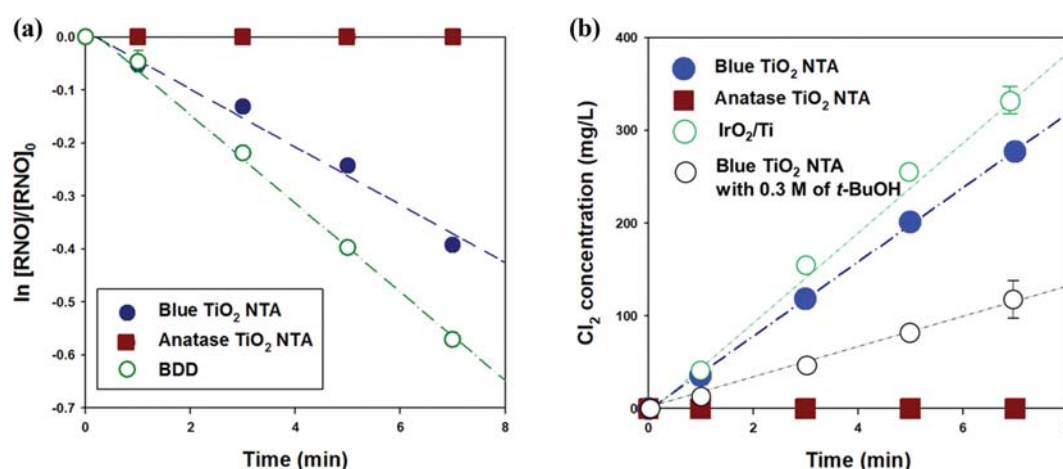 (a)
0.0
-0.1
-0.2
-0.3
-0.4
-0.5
-0.6
-0.7
ln [RNO]/[RNO]₀
Blue TiO₂ NTA
Anatase TiO₂ NTA
BDD
0
2
4
6
8
Time (min)
(b)
400
300
200
100
0
Cl₂ concentration (mg/L)
Blue TiO₂ NTA
Anatase TiO₂ NTA
IrO₂/Ti
Blue TiO₂ NTA
with 0.3 M of t-BuOH
0
2
4
6
Time (min)